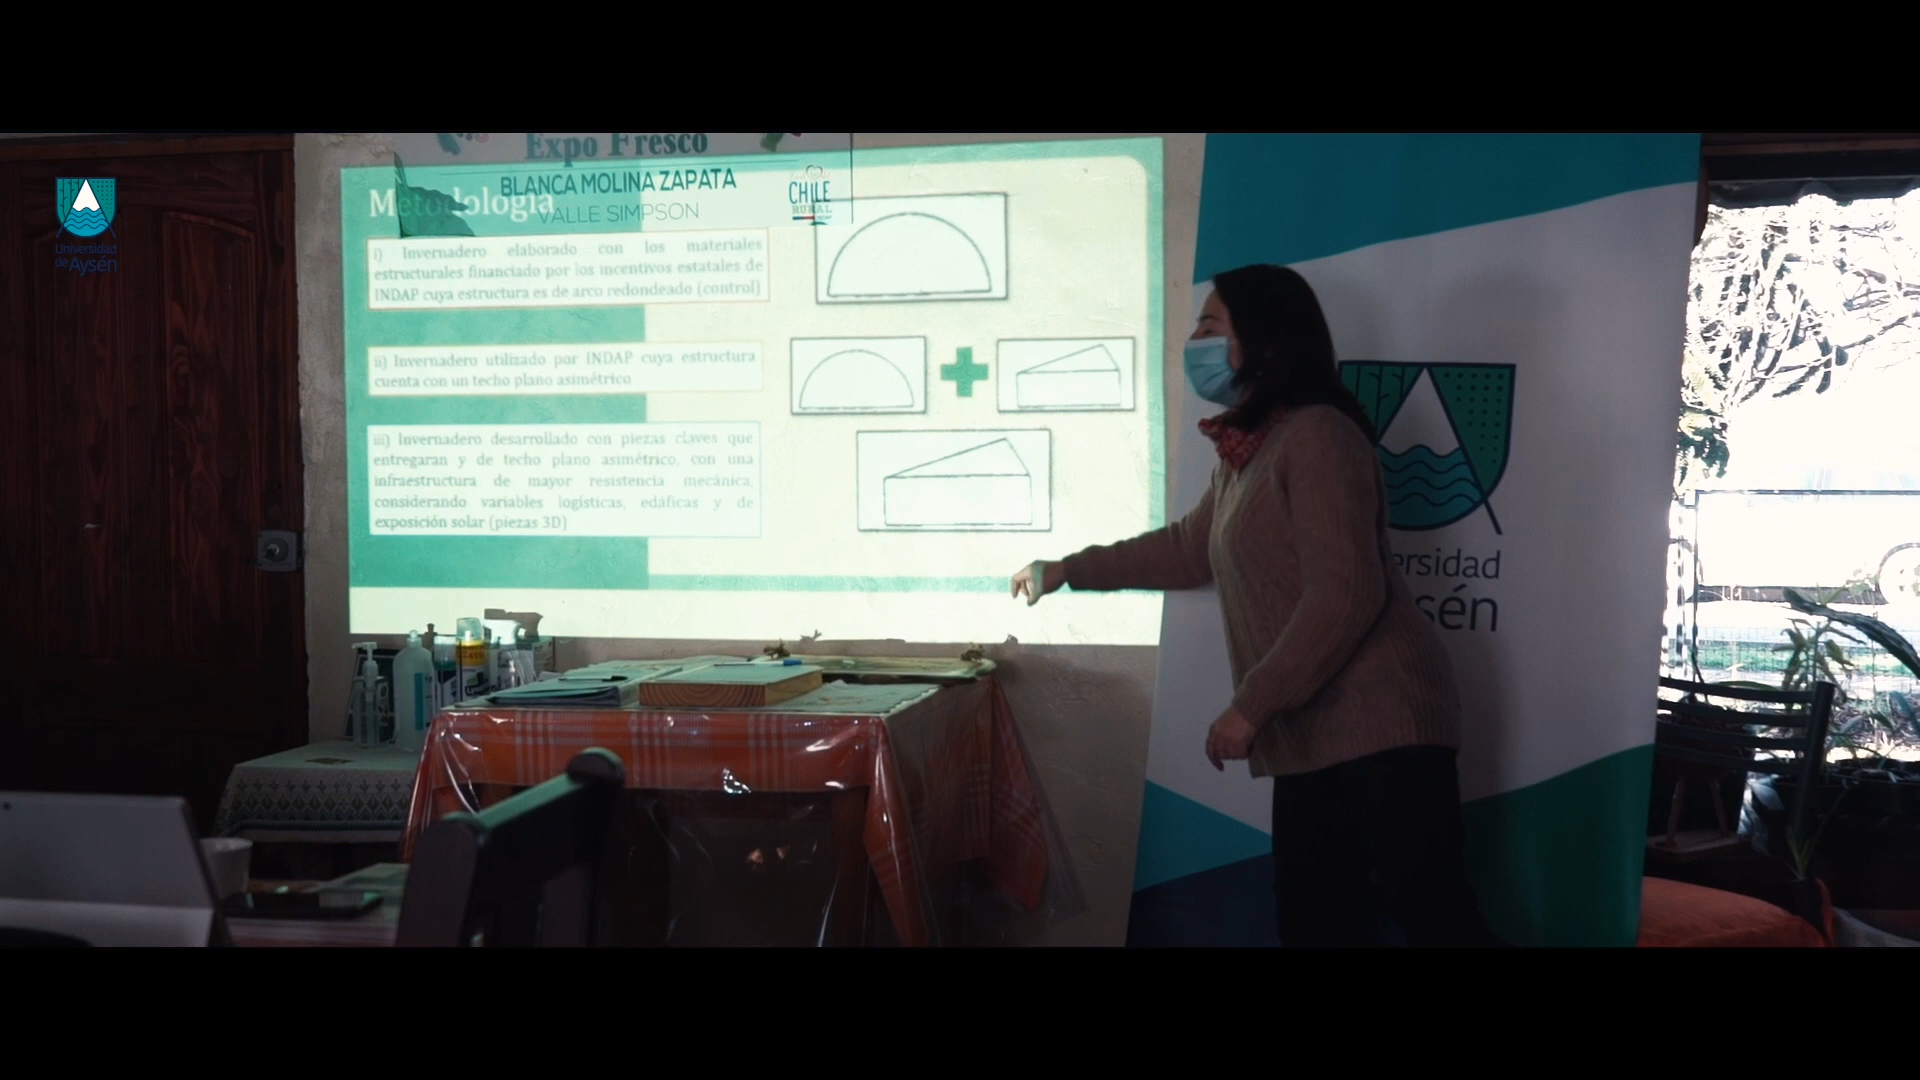 Universidad
de Aysén
Expo Fresco
BLANCA MOLINA ZAPATA
VALLE SIMPSON
CHILE
RURAL
Metodología
i) Invernadero elaborado con los materiales
estructurales financiado por los incentivos estatales de
INDAP cuya estructura es de arco redondeado (control)
ii) Invernadero utilizado por INDAP cuya estructura
cuenta con un techo plano asimétrico
iii) Invernadero desarrollado con piezas claves que
entregaran y de techo plano asimétrico, con una
infraestructura de mayor resistencia mecánica,
considerando variables logísticas, edáficas y de
exposición solar (piezas 3D)
ersidad
sén